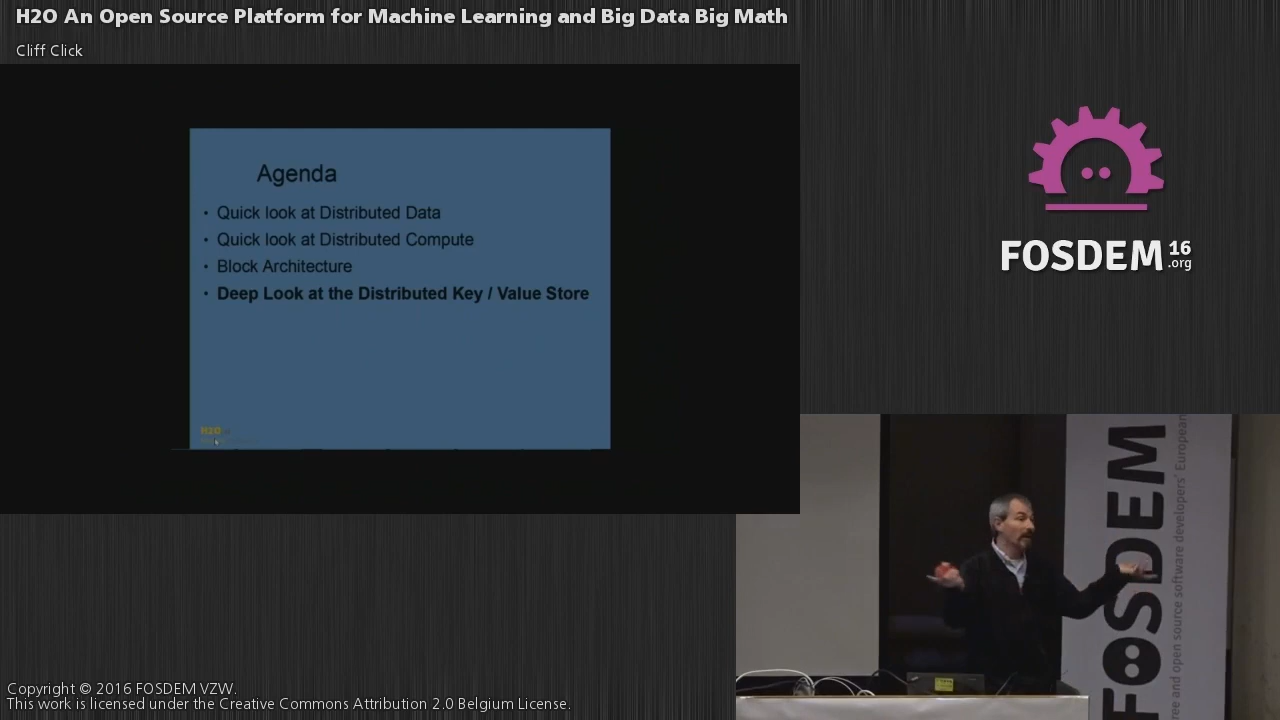 H2O An Open Source Platform for Machine Learning and Big Data Big Math
Cliff Click
Agenda
• Quick look at Distributed Data
• Quick look at Distributed Compute
• Block Architecture
• Deep Look at the Distributed Key / Value Store
H2O
FOSDEM 16
.org
FOSDEM
and open source software developers' European
Copyright © 2016 FOSDEM VZW.
This work is licensed under the Creative Commons Attribution 2.0 Belgium License.